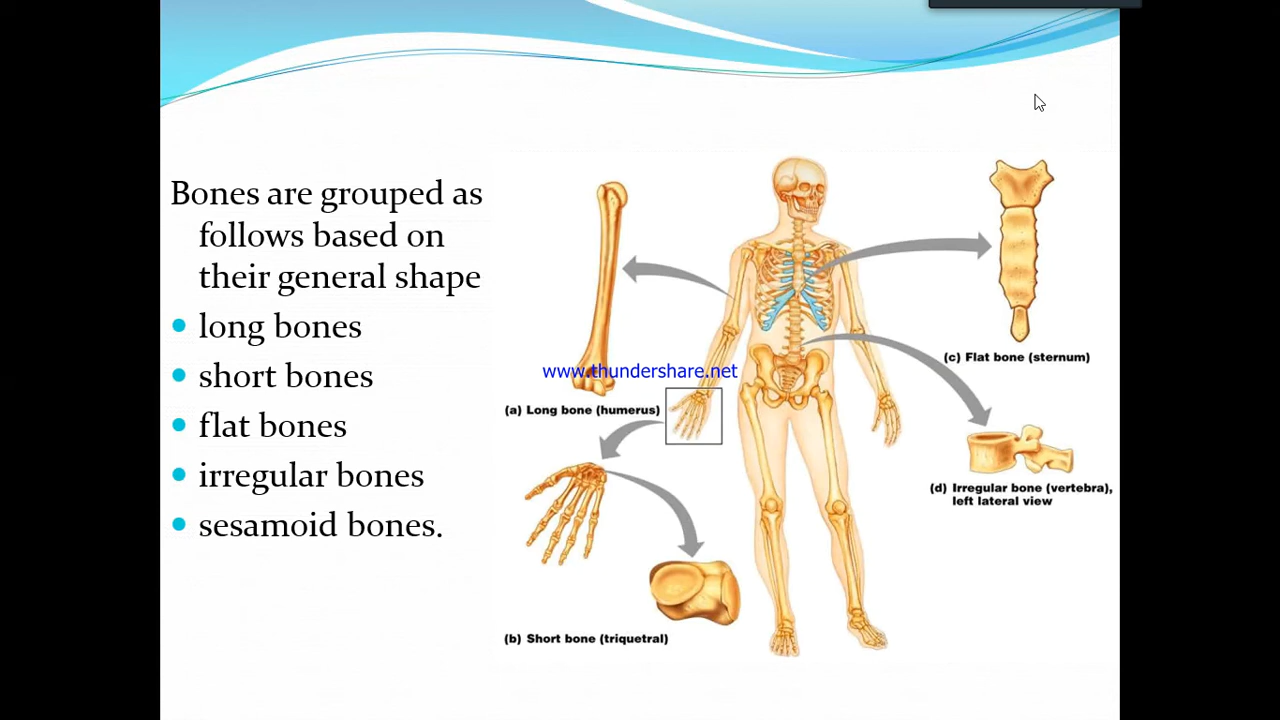 Bones are grouped as
follows based on
their general shape
• long bones
• short bones
• flat bones
• irregular bones
• sesamoid bones.
www.thundershare.net
(a) Long bone (humerus)
(b) Short bone (triquetral)
(c) Flat bone (sternum)
(d) Irregular bone (vertebra),
left lateral view